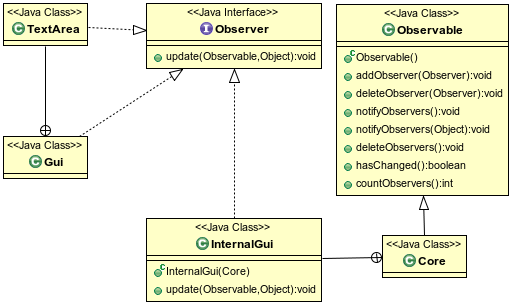 <<Java Class>>
C TextArea
<<Java Interface>>
I Observer
update(Observable,Object):void
<<Java Class>>
C Observable
c Observable()
addObserver(Observer):void
deleteObserver(Observer):void
notifyObservers():void
notifyObservers(Object):void
deleteObservers():void
hasChanged():boolean
countObservers():int
<<Java Class>>
C Gui
<<Java Class>>
C InternalGui
c InternalGui(Core)
update(Observable,Object):void
<<Java Class>>
C Core